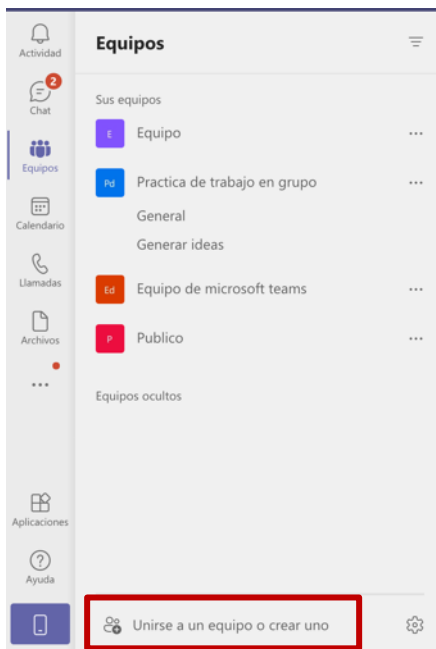 Actividad
2
Chat
Equipos
Calendario
Llamadas
Archivos
...
Aplicaciones
Ayuda
Equipos
Sus equipos
E Equipo ...
Pd Practica de trabajo en grupo ...
General
Generar ideas
Ed Equipo de microsoft teams ...
P Publico ...
Equipos ocultos
Unirse a un equipo o crear uno